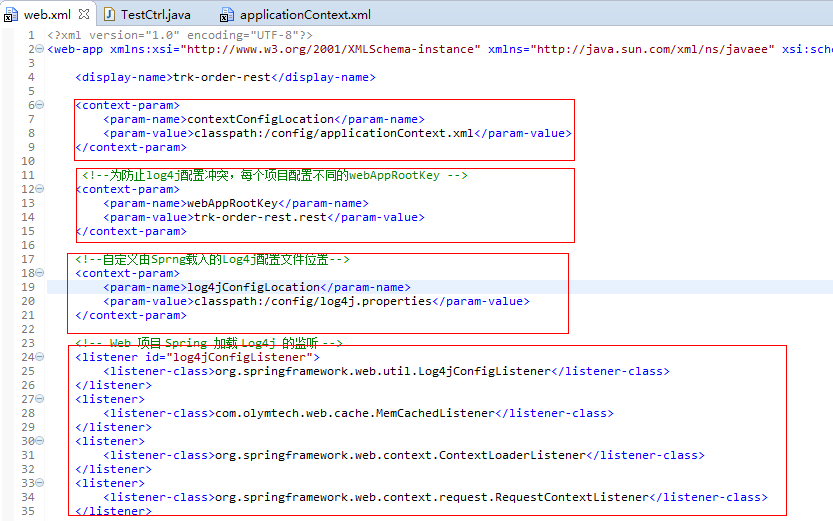 web.xml TestCtrl.java applicationContext.xml
1 <?xml version="1.0" encoding="UTF-8"?>
2 <web-app xmlns:xsi="http://www.w3.org/2001/XMLSchema-instance" xmlns="http://java.sun.com/xml/ns/javaee" xsi:sche
3
4 <display-name>trk-order-rest</display-name>
5
6 <context-param>
7 <param-name>contextConfigLocation</param-name>
8 <param-value>classpath:/config/applicationContext.xml</param-value>
9 </context-param>
10
11 <!--为防止log4j配置冲突，每个项目配置不同的webAppRootKey -->
12 <context-param>
13 <param-name>webAppRootKey</param-name>
14 <param-value>trk-order-rest.rest</param-value>
15 </context-param>
16
17 <!--自定义由Sprng载入的Log4j配置文件位置-->
18 <context-param>
19 <param-name>log4jConfigLocation</param-name>
20 <param-value>classpath:/config/log4j.properties</param-value>
21 </context-param>
22
23 <!-- Web 项目 Spring 加载 Log4j 的监听 -->
24 <listener id="log4jConfigListener">
25 <listener-class>org.springframework.web.util.Log4jConfigListener</listener-class>
26 </listener>
27 <listener>
28 <listener-class>com.olymtech.web.cache.MemCachedListener</listener-class>
29 </listener>
30 <listener>
31 <listener-class>org.springframework.web.context.ContextLoaderListener</listener-class>
32 </listener>
33 <listener>
34 <listener-class>org.springframework.web.context.request.RequestContextListener</listener-class>
35 </listener>